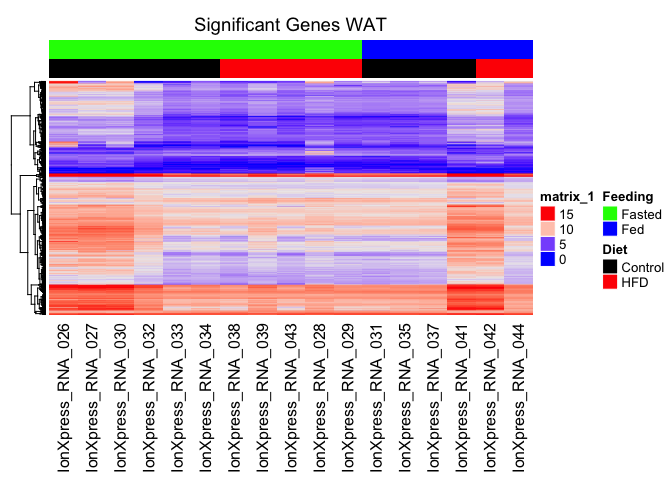 Significant Genes WAT
matrix_1
15
10
5
0
Feeding
Fasted
Fed
Diet
Control
HFD
IonXpress_RNA_026
IonXpress_RNA_027
IonXpress_RNA_030
IonXpress_RNA_032
IonXpress_RNA_033
IonXpress_RNA_034
IonXpress_RNA_038
IonXpress_RNA_039
IonXpress_RNA_043
IonXpress_RNA_028
IonXpress_RNA_029
IonXpress_RNA_031
IonXpress_RNA_035
IonXpress_RNA_037
IonXpress_RNA_041
IonXpress_RNA_042
IonXpress_RNA_044